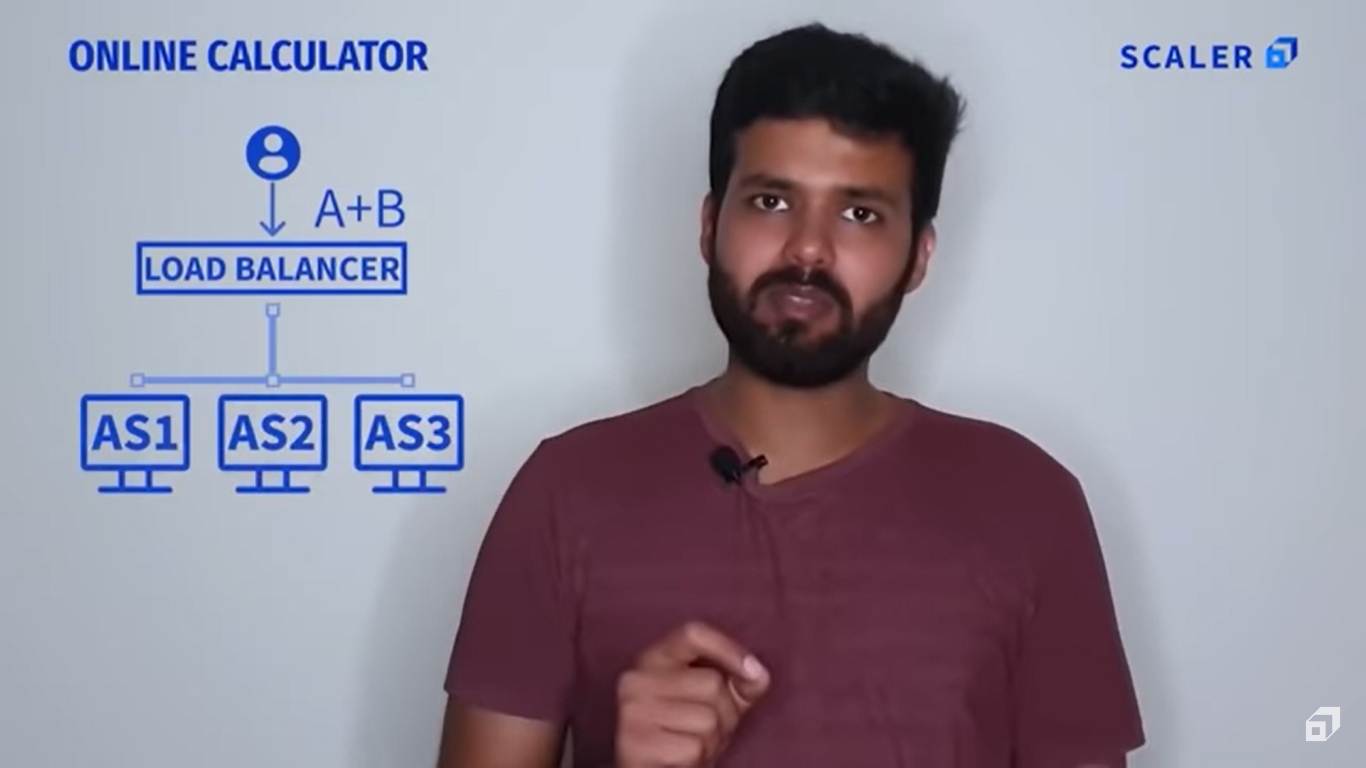 ONLINE CALCULATOR
SCALER
A+B
LOAD BALANCER
AS1 AS2 AS3